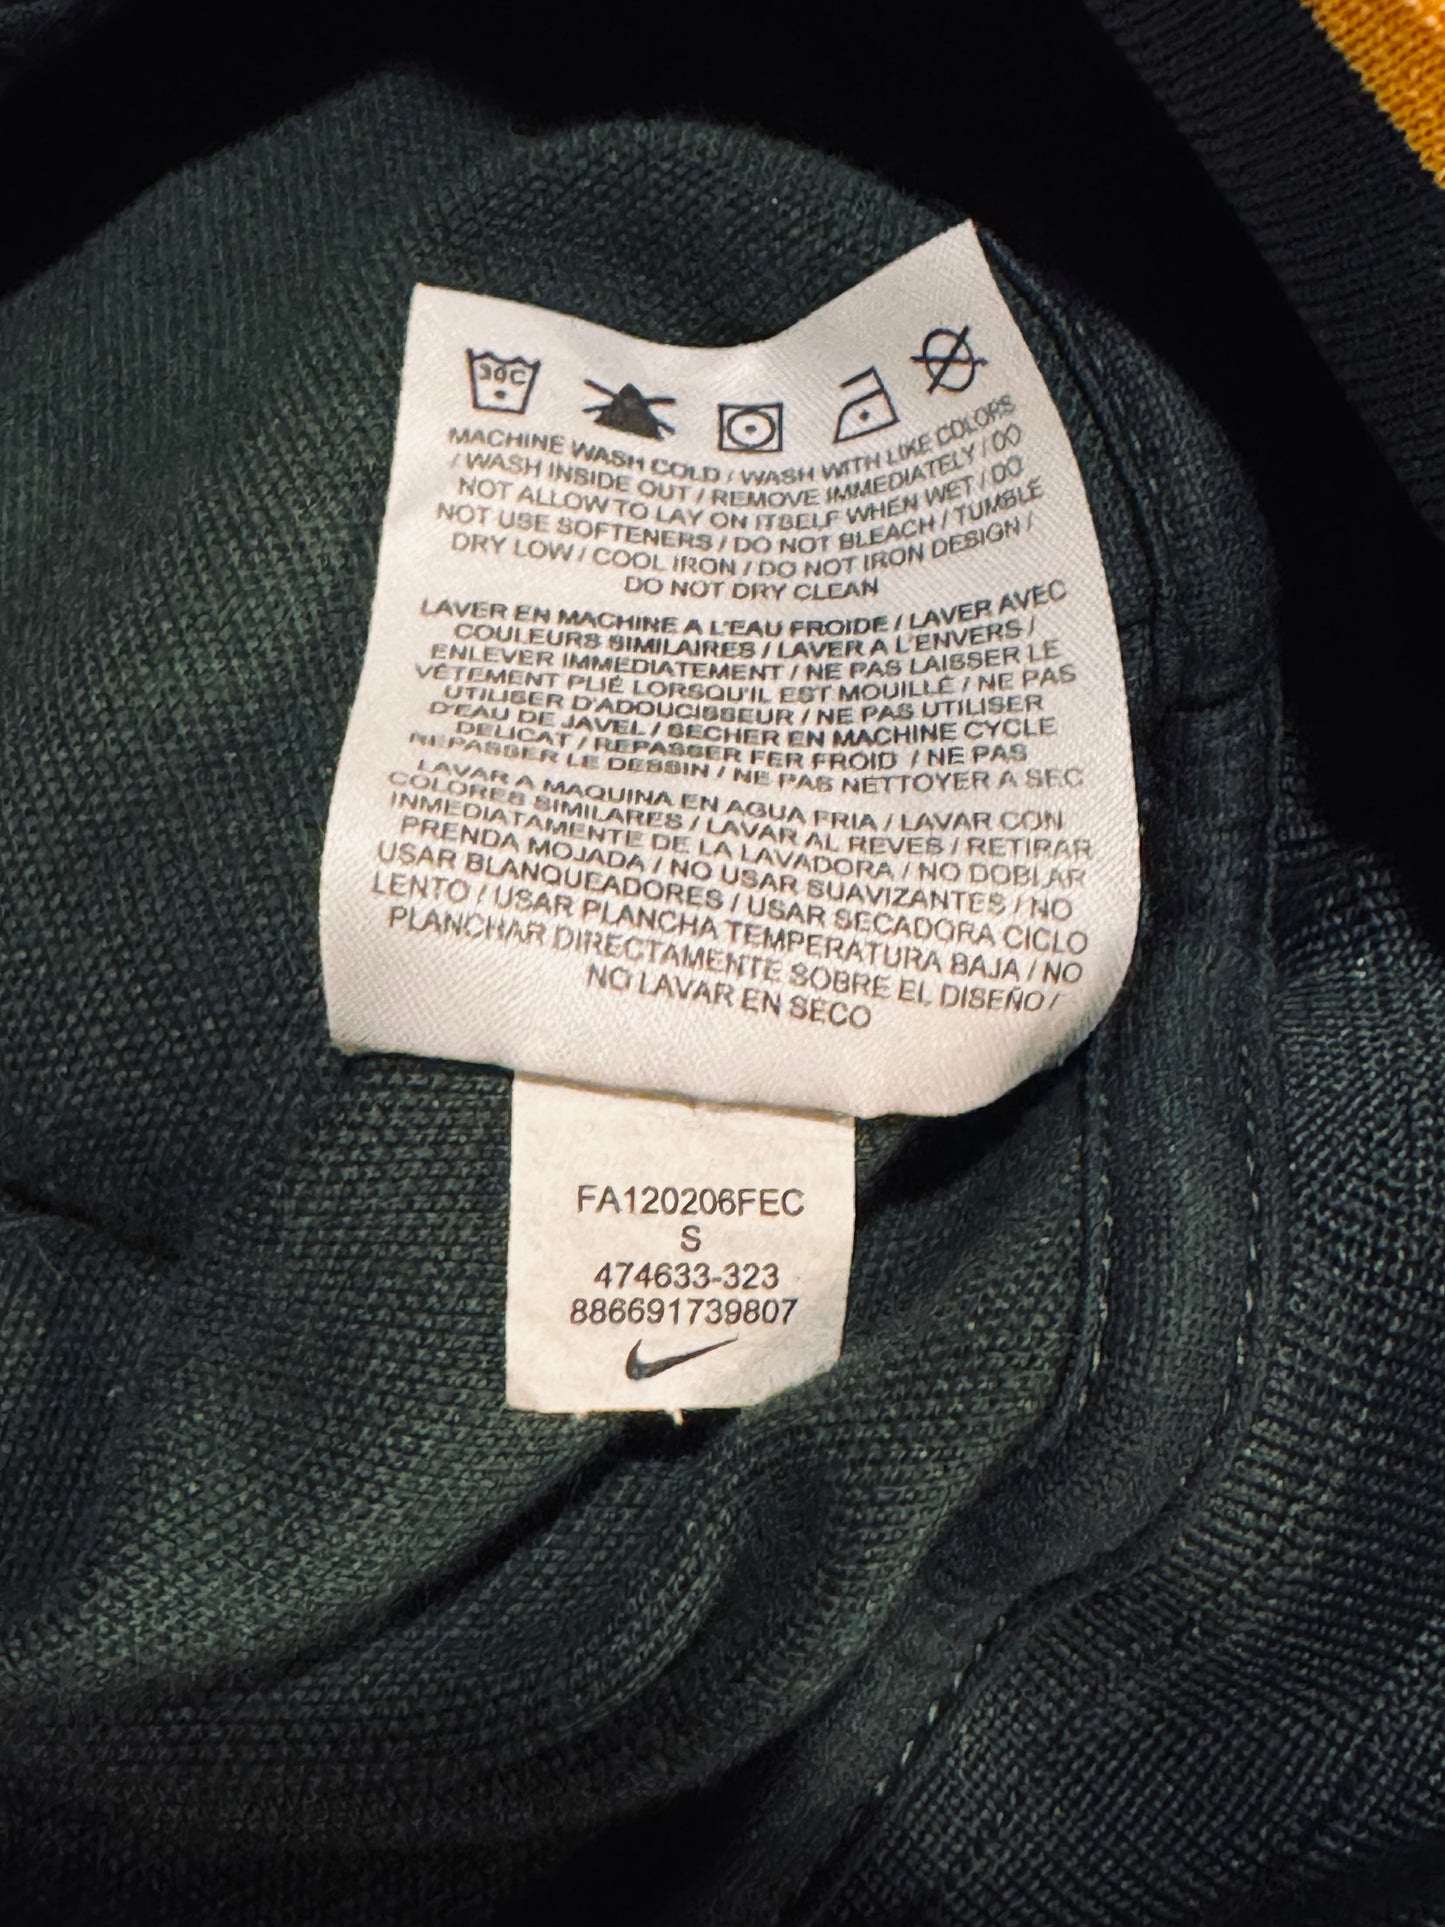 30C
MACHINE WASH COLD / WASH WITH LIKE COLORS
/ WASH INSIDE OUT / REMOVE IMMEDIATELY / DO
NOT ALLOW TO LAY ON ITSELF WHEN WET / DO
NOT USE SOFTENERS / DO NOT BLEACH / TUMBLE
DRY LOW / COOL IRON / DO NOT IRON DESIGN /
DO NOT DRY CLEAN
LAVER EN MACHINE A L'EAU FROIDE / LAVER AVEC
COULEURS SIMILAIRES / LAVER A L'ENVERS /
ENLEVER IMMEDIATEMENT / NE PAS LAISSER LE
VÊTEMENT PLIÉ LORSQU'IL EST MOUILLÉ / NE PAS
UTILISER D'ADOUCISSEUR / NE PAS UTILISER
D'EAU DE JAVEL / SECHER EN MACHINE CYCLE
DELICAT / REPASSER FER FROID / NE PAS
REPASSER LE DESSIN / NE PAS NETTOYER A SEC
LAVAR A MAQUINA EN AGUA FRIA / LAVAR CON
COLORES SIMILARES / LAVAR AL REVES / RETIRAR
INMEDIATAMENTE DE LA LAVADORA / NO DOBLAR
PRENDA MOJADA / NO USAR SUAVIZANTES / NO
USAR BLANQUEADORES / USAR SECADORA CICLO
LENTO / USAR PLANCHA TEMPERATURA BAJA / NO
PLANCHAR DIRECTAMENTE SOBRE EL DISEÑO /
NO LAVAR EN SECO
FA120206FEC
S
474633-323
886691739807